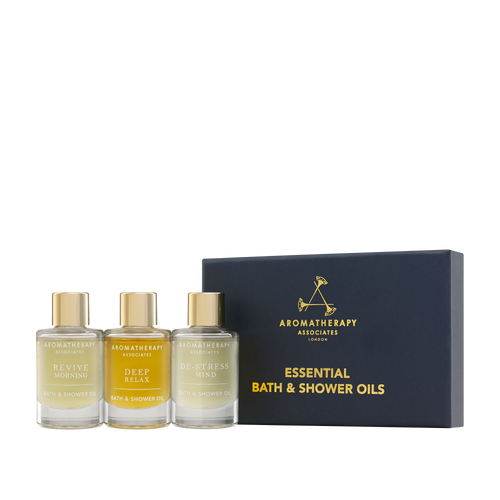 AROMATHERAPY
ASSOCIATES
LONDON
ESSENTIAL
BATH & SHOWER OILS
AROMATHERAPY
ASSOCIATES
REVIVE
MORNING
BATH & SHOWER OIL
AROMATHERAPY
ASSOCIATES
DEEP
RELAX
BATH & SHOWER OIL
AROMATHERAPY
ASSOCIATES
DE-STRESS
MIND
BATH & SHOWER OIL